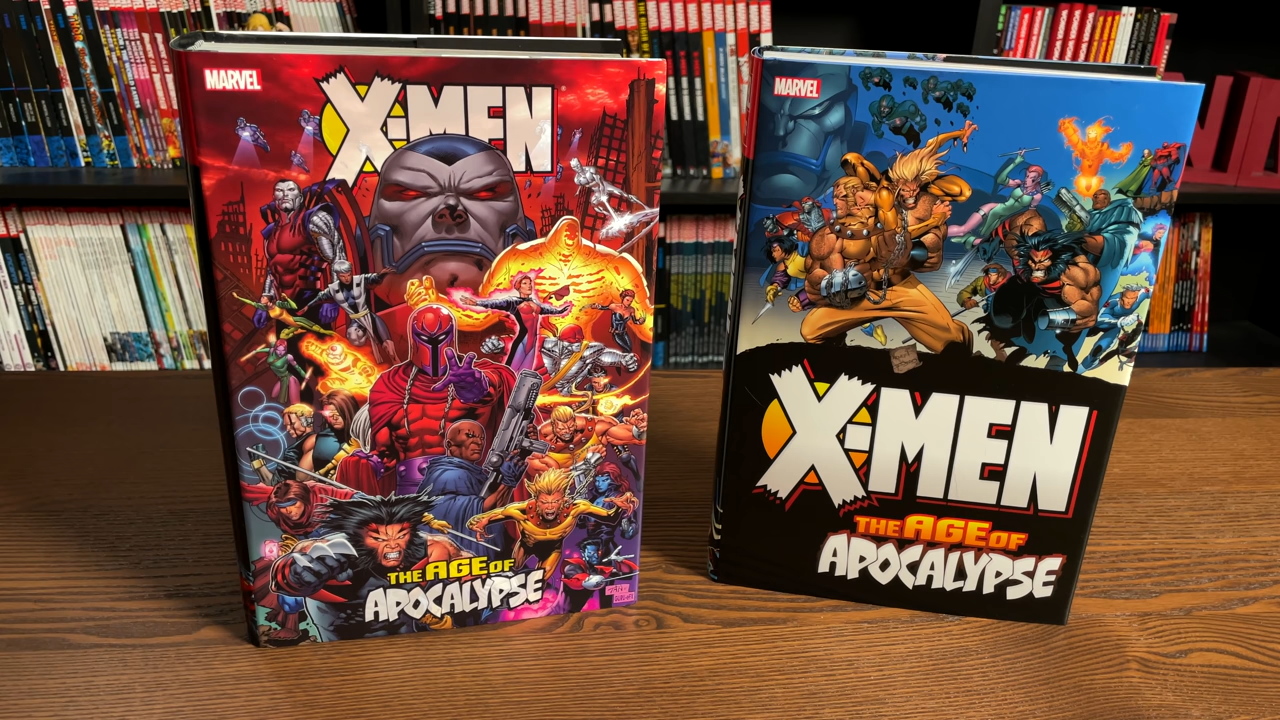 MARVEL
X-MEN
THE AGE OF
APOCALYPSE
MARVEL
X-MEN
THE AGE OF
APOCALYPSE